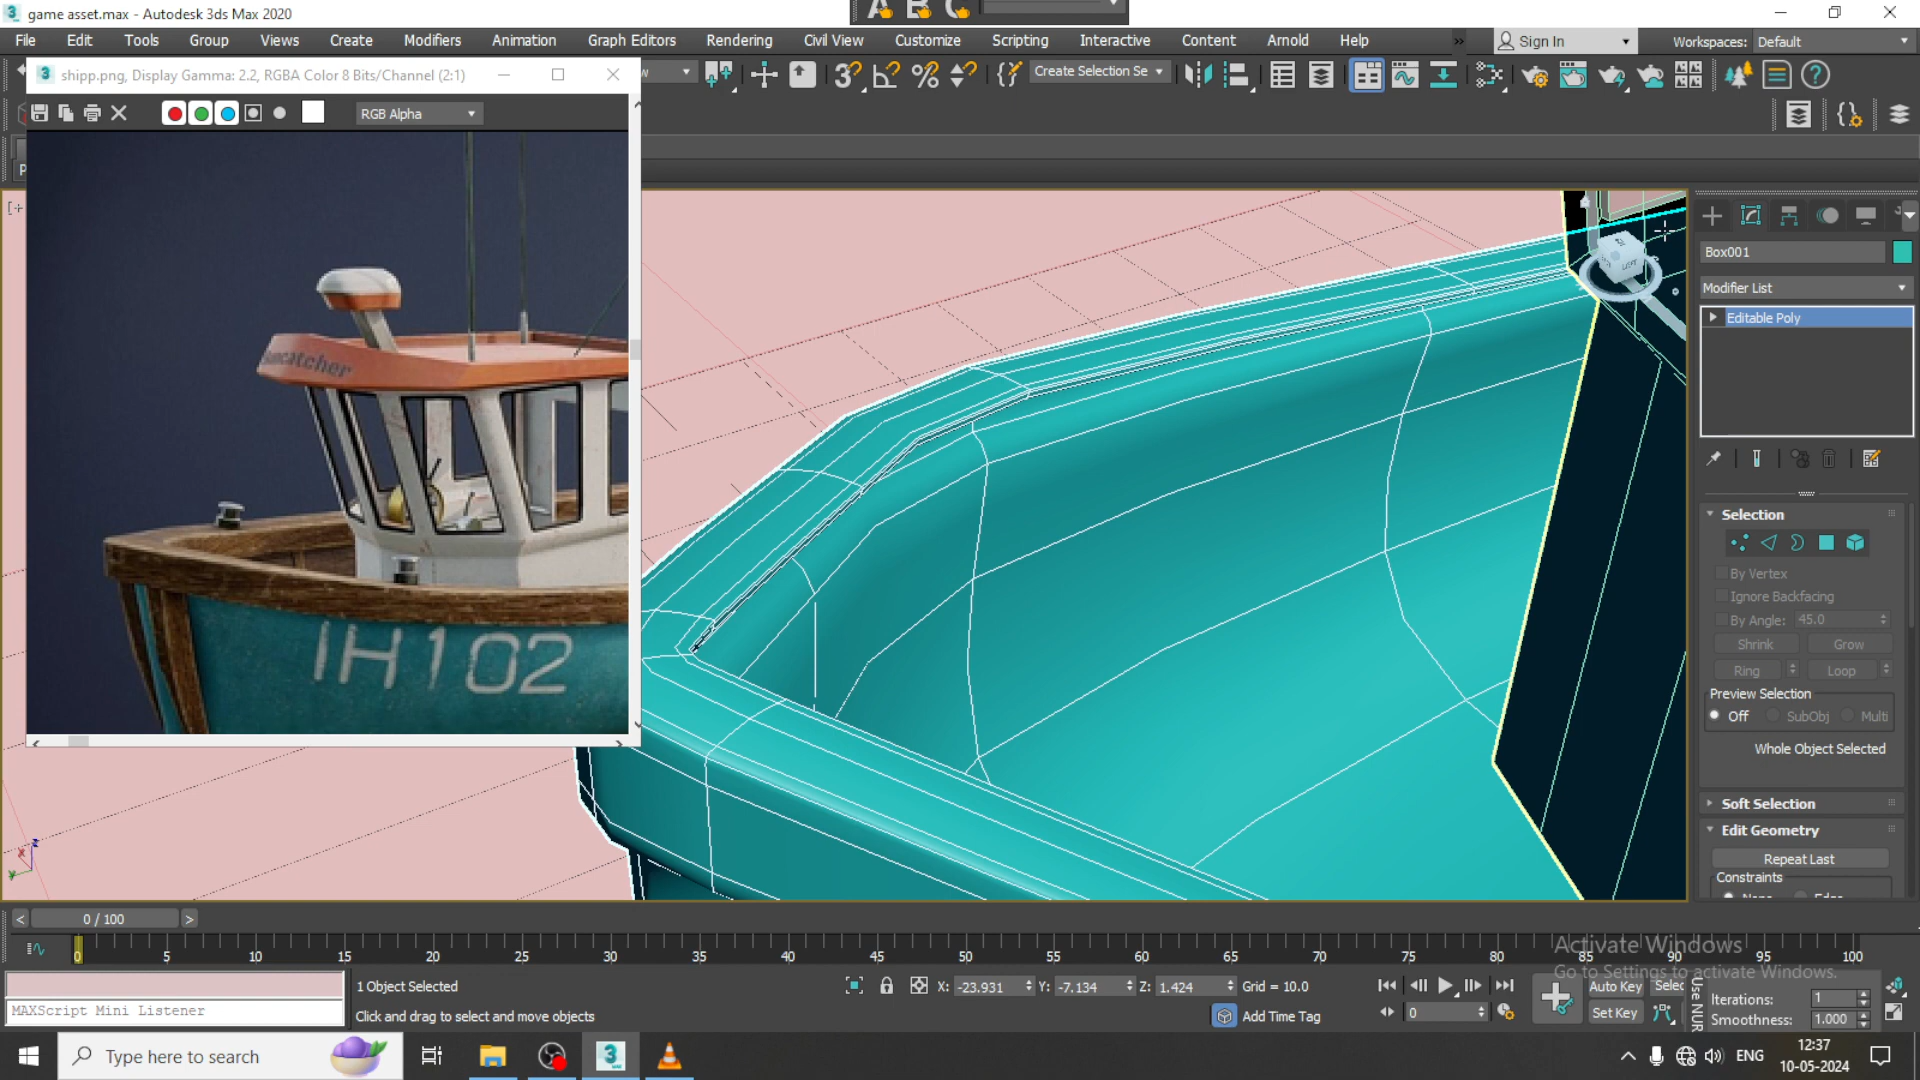 game asset.max - Autodesk 3ds Max 2020
File Edit Tools Group Views Create Modifiers Animation Graph Editors Rendering Civil View Customize Scripting Interactive Content Arnold Help
Sign In
Workspaces: Default
shipp.png, Display Gamma: 2.2, RGBA Color 8 Bits/Channel (2:1)
Create Selection Se
RGB Alpha
[+
IH102
Box001
Modifier List
Editable Poly
Selection
By Vertex
Ignore Backfacing
By Angle: 45.0
Shrink Grow
Ring Loop
Preview Selection
Off SubObj Multi
Whole Object Selected
Soft Selection
Edit Geometry
Repeat Last
Constraints
< 0 / 100 >
0 5 10 15 20 25 30 35 40 45 50 55 60 65 70 75 80 85 90 95 100
Activate Windows
Go to Settings to activate Windows.
1 Object Selected
X: -23.931 Y: -7.134 Z: 1.424 Grid = 10.0
Auto Key Selec
MAXScript Mini Listener
Click and drag to select and move objects
Add Time Tag
0
Set Key
Use NUR
Iterations: 1
Smoothness: 1.000
Type here to search
ENG
12:37
10-05-2024